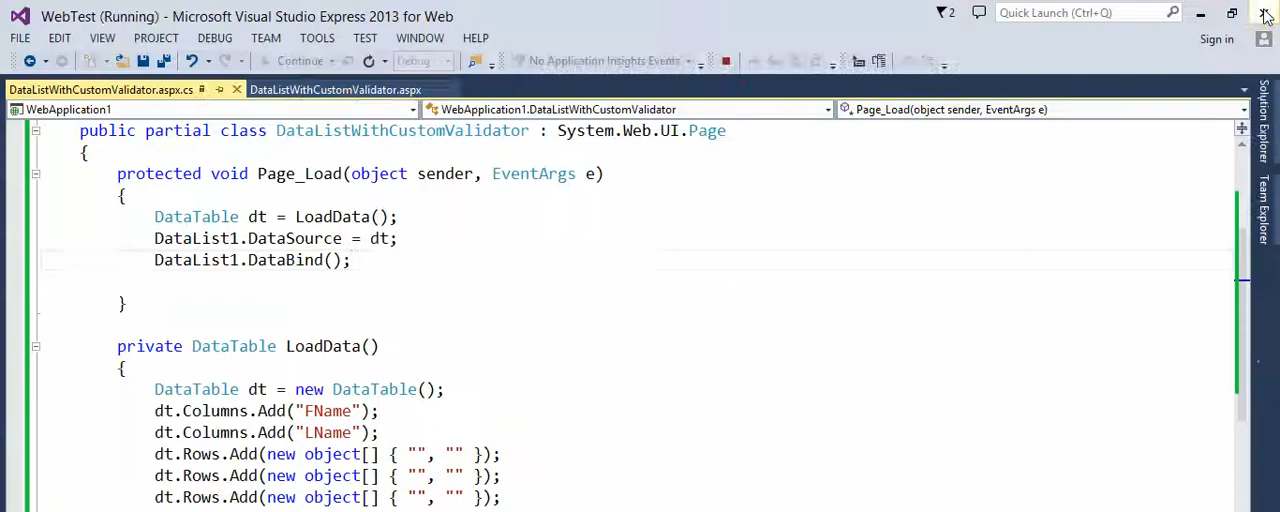 WebTest (Running) - Microsoft Visual Studio Express 2013 for Web
2
Quick Launch (Ctrl+Q)
FILE EDIT VIEW PROJECT DEBUG TEAM TOOLS TEST WINDOW HELP
Sign in
Continue
Debug
No Application Insights Events
DataListWithCustomValidator.aspx.cs
DataListWithCustomValidator.aspx
WebApplication1
WebApplication1.DataListWithCustomValidator
Page_Load(object sender, EventArgs e)
Solution Explorer
Team Explorer
public partial class DataListWithCustomValidator : System.Web.UI.Page
{
protected void Page_Load(object sender, EventArgs e)
{
DataTable dt = LoadData();
DataList1.DataSource = dt;
DataList1.DataBind();
}
private DataTable LoadData()
{
DataTable dt = new DataTable();
dt.Columns.Add("FName");
dt.Columns.Add("LName");
dt.Rows.Add(new object[] { "", "" });
dt.Rows.Add(new object[] { "", "" });
dt.Rows.Add(new object[] { "", "" });